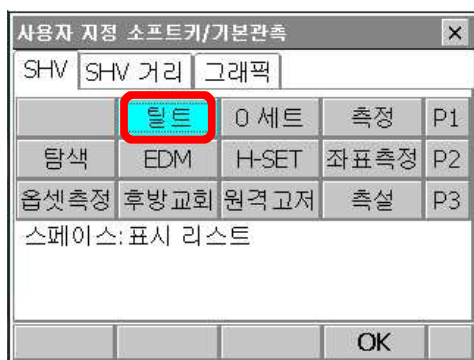 사용자 지정 소프트키/기본관측 ×
SHV SHV 거리 그래픽
틸트 0 세트 측정 P1
탐색 EDM H-SET 좌표측정 P2
옵셋측정 후방교회 원격고저 측설 P3
스페이스:표시 리스트
OK